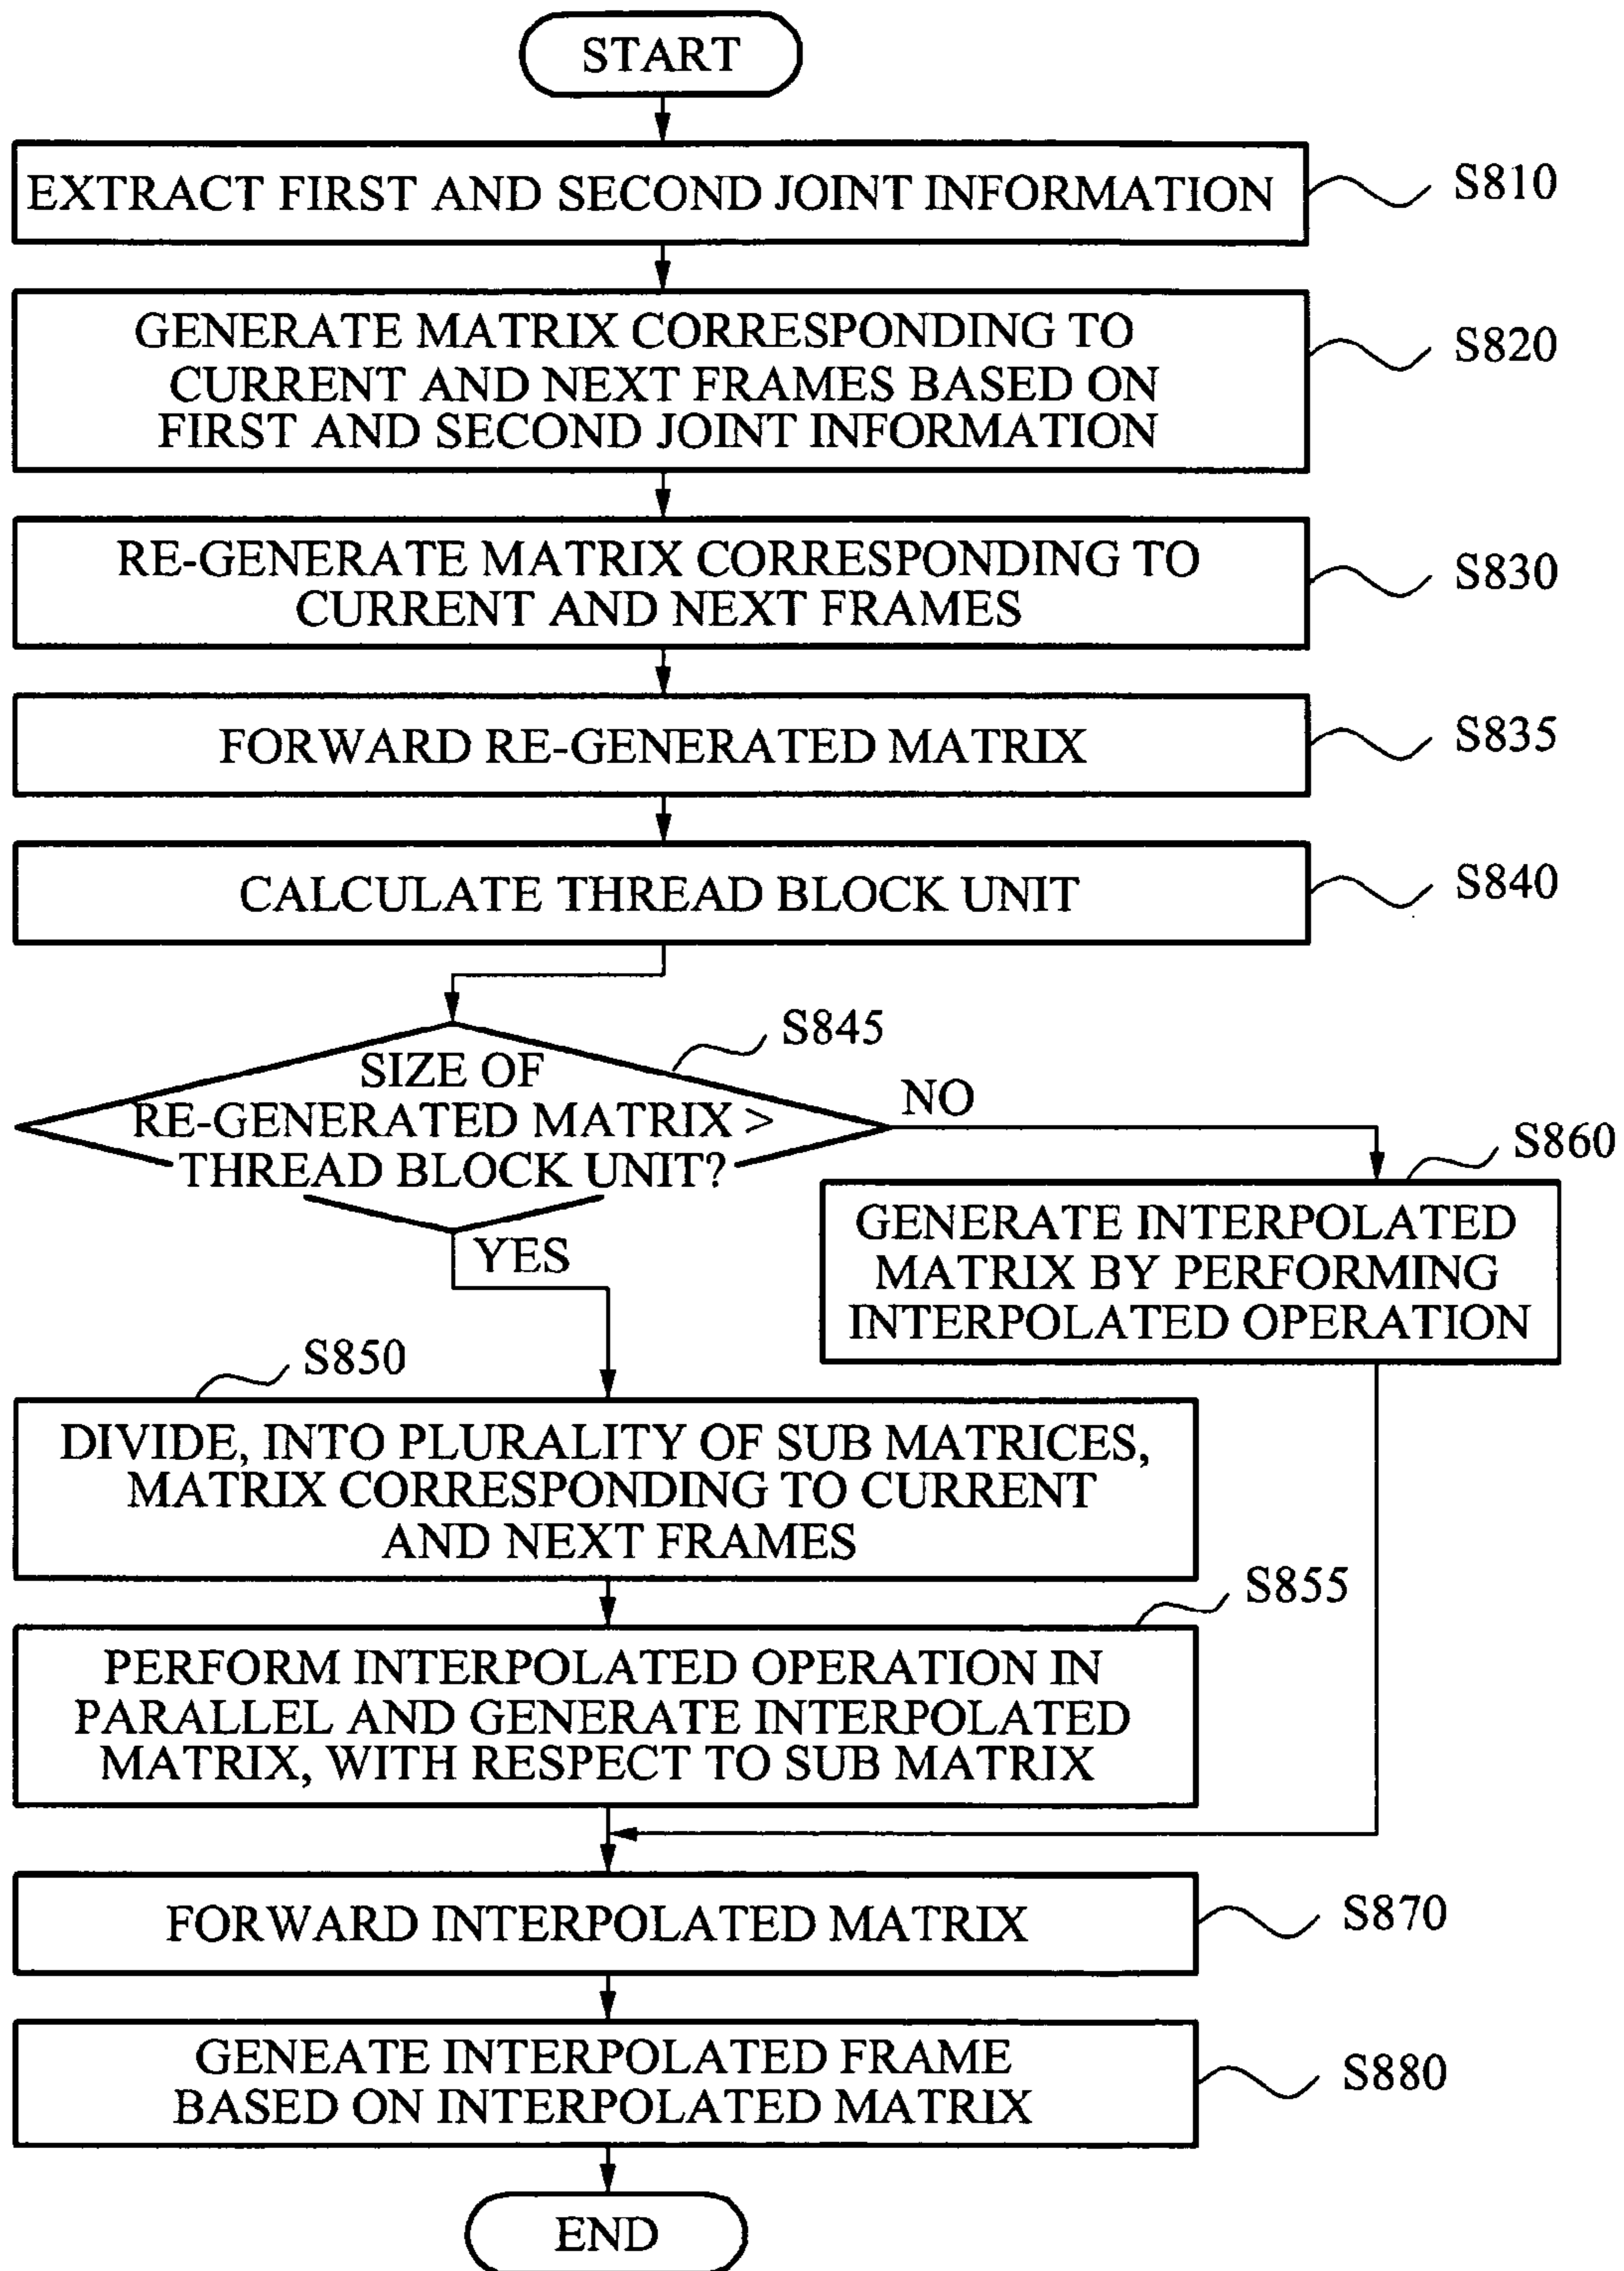 START
EXTRACT FIRST AND SECOND JOINT INFORMATION
S810
GENERATE MATRIX CORRESPONDING TO
CURRENT AND NEXT FRAMES BASED ON
FIRST AND SECOND JOINT INFORMATION
S820
RE-GENERATE MATRIX CORRESPONDING TO
CURRENT AND NEXT FRAMES
S830
FORWARD RE-GENERATED MATRIX
S835
CALCULATE THREAD BLOCK UNIT
S840
S845
SIZE OF
RE-GENERATED MATRIX >
THREAD BLOCK UNIT?
NO
YES
S860
GENERATE INTERPOLATED
MATRIX BY PERFORMING
INTERPOLATED OPERATION
S850
DIVIDE, INTO PLURALITY OF SUB MATRICES,
MATRIX CORRESPONDING TO CURRENT
AND NEXT FRAMES
S855
PERFORM INTERPOLATED OPERATION IN
PARALLEL AND GENERATE INTERPOLATED
MATRIX, WITH RESPECT TO SUB MATRIX
FORWARD INTERPOLATED MATRIX
S870
GENEATE INTERPOLATED FRAME
BASED ON INTERPOLATED MATRIX
S880
END